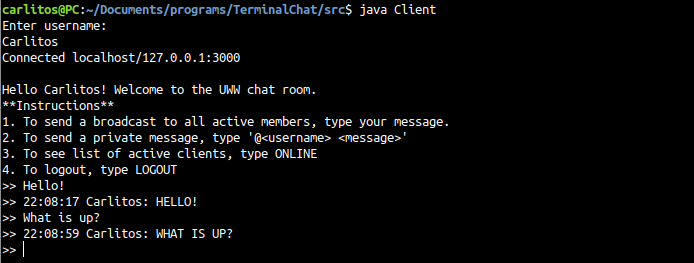 carlitos@PC:~/Documents/programs/TerminalChat/src$ java Client
Enter username:
Carlitos
Connected localhost/127.0.0.1:3000
Hello Carlitos! Welcome to the UWW chat room.
**Instructions**
1. To send a broadcast to all active members, type your message.
2. To send a private message, type '@<username> <message>'
3. To see list of active clients, type ONLINE
4. To logout, type LOGOUT
>> Hello!
>> 22:08:17 Carlitos: HELLO!
>> What is up?
>> 22:08:59 Carlitos: WHAT IS UP?
>>